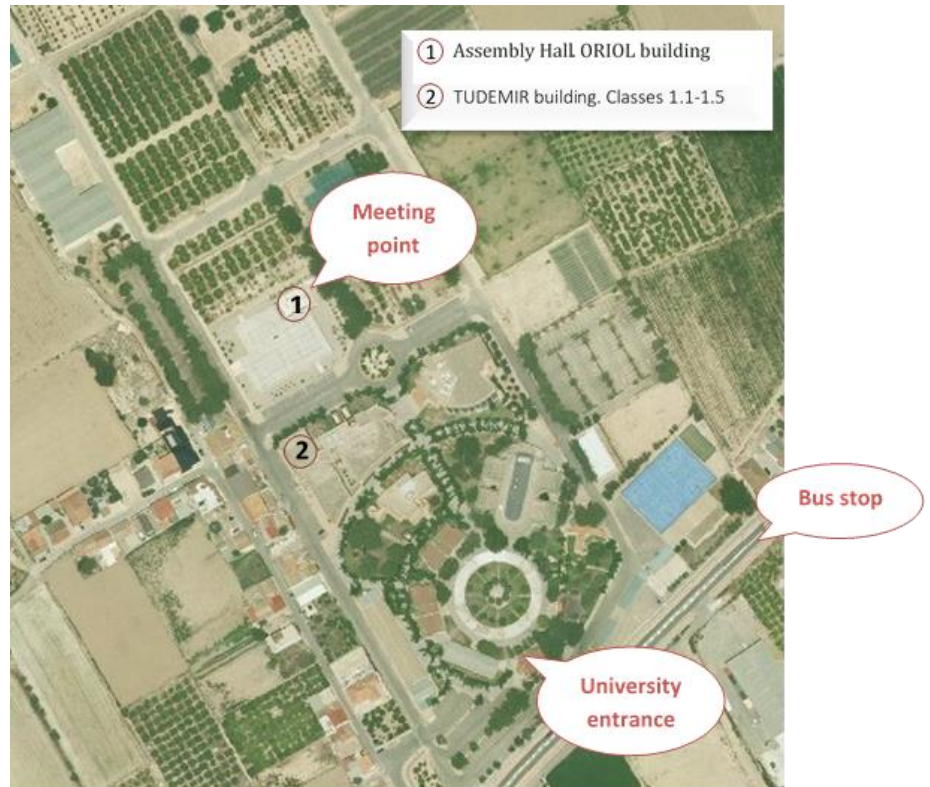 1 Assembly Hall. ORIOL building
2 TUDEMIR building. Classes 1.1-1.5
Meeting
point
1
2
Bus stop
University
entrance